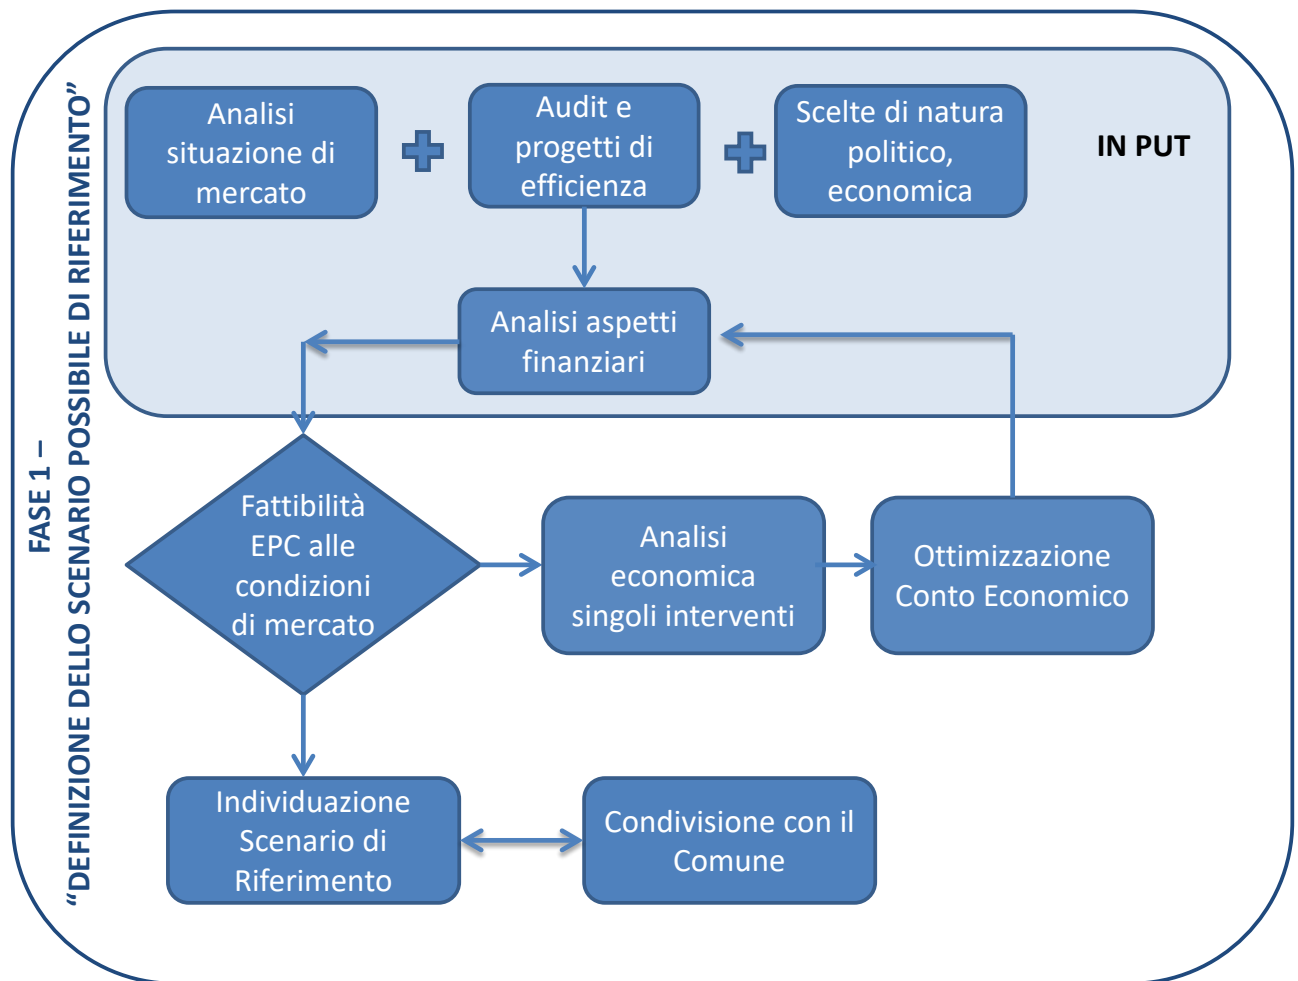 FASE 1 –
“DEFINIZIONE DELLO SCENARIO POSSIBILE DI RIFERIMENTO”
Analisi
situazione di
mercato
Audit e
progetti di
efficienza
Scelte di natura
politico,
economica
IN PUT
Analisi aspetti
finanziari
Fattibilità
EPC alle
condizioni
di mercato
Analisi
economica
singoli interventi
Ottimizzazione
Conto Economico
Individuazione
Scenario di
Riferimento
Condivisione con il
Comune